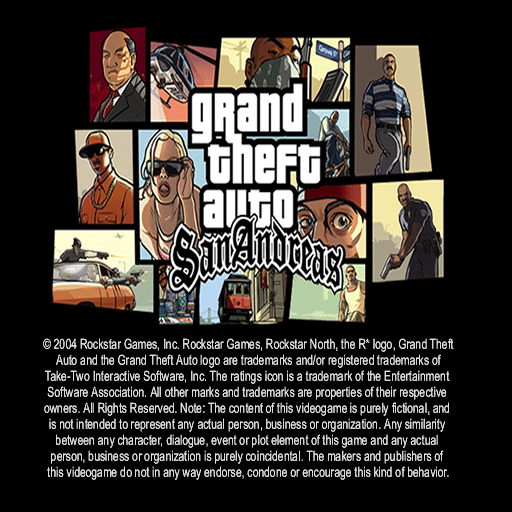 grand
theft
auto
San Andreas
© 2004 Rockstar Games, Inc. Rockstar Games, Rockstar North, the R* logo, Grand Theft
Auto and the Grand Theft Auto logo are trademarks and/or registered trademarks of
Take-Two Interactive Software, Inc. The ratings icon is a trademark of the Entertainment
Software Association. All other marks and trademarks are properties of their respective
owners. All Rights Reserved. Note: The content of this videogame is purely fictional, and
is not intended to represent any actual person, business or organization. Any similarity
between any character, dialogue, event or plot element of this game and any actual
person, business or organization is purely coincidental. The makers and publishers of
this videogame do not in any way endorse, condone or encourage this kind of behavior.